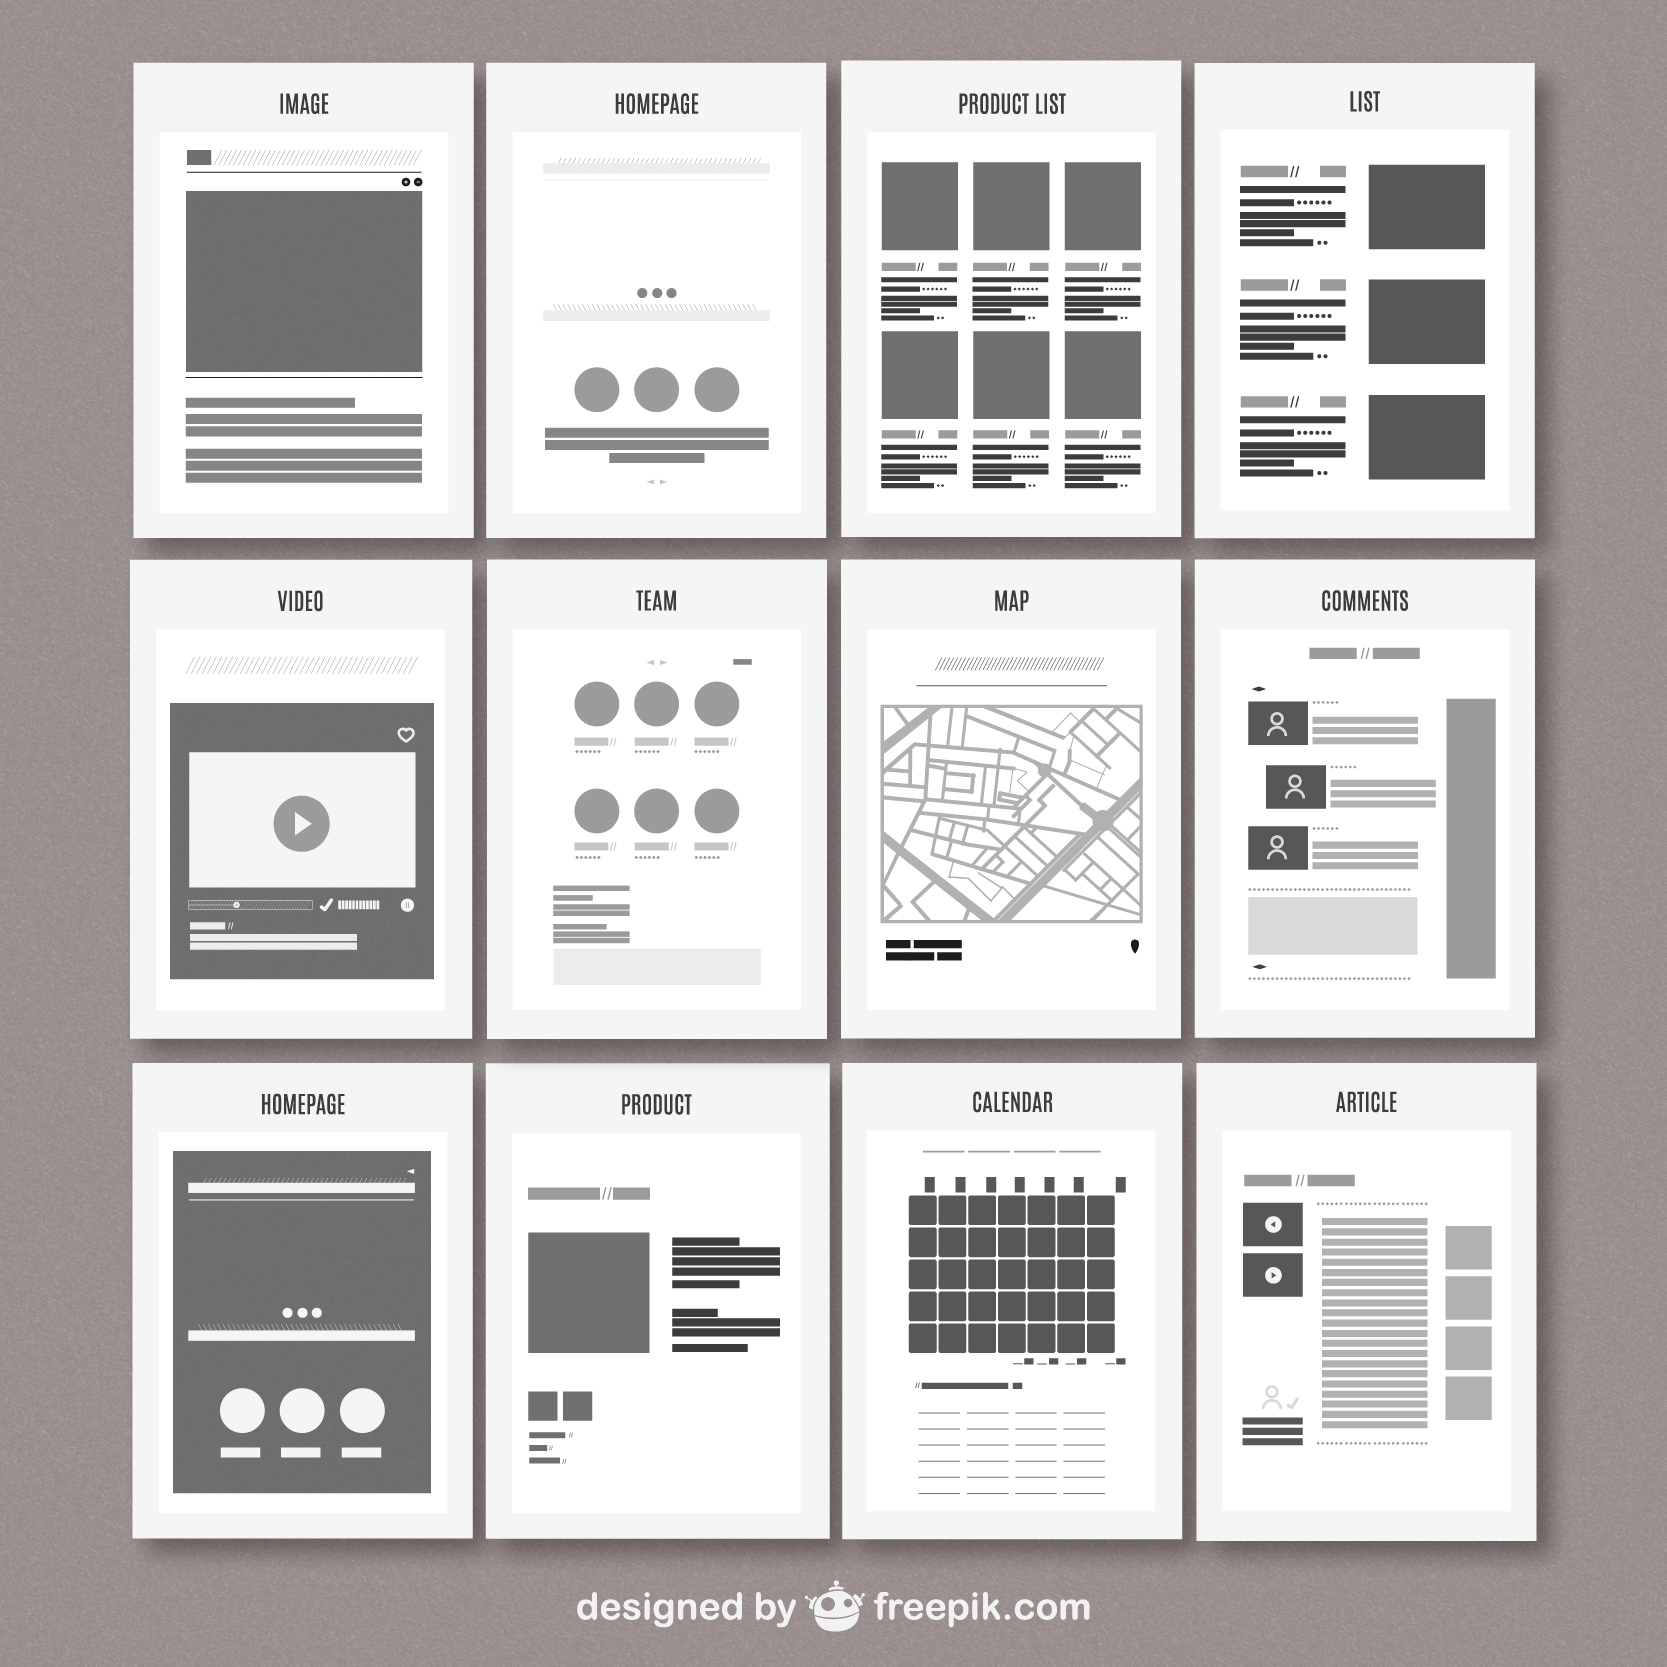 IMAGE
HOMEPAGE
PRODUCT LIST
LIST
VIDEO
TEAM
MAP
COMMENTS
HOMEPAGE
PRODUCT
CALENDAR
ARTICLE
designed by freepik.com